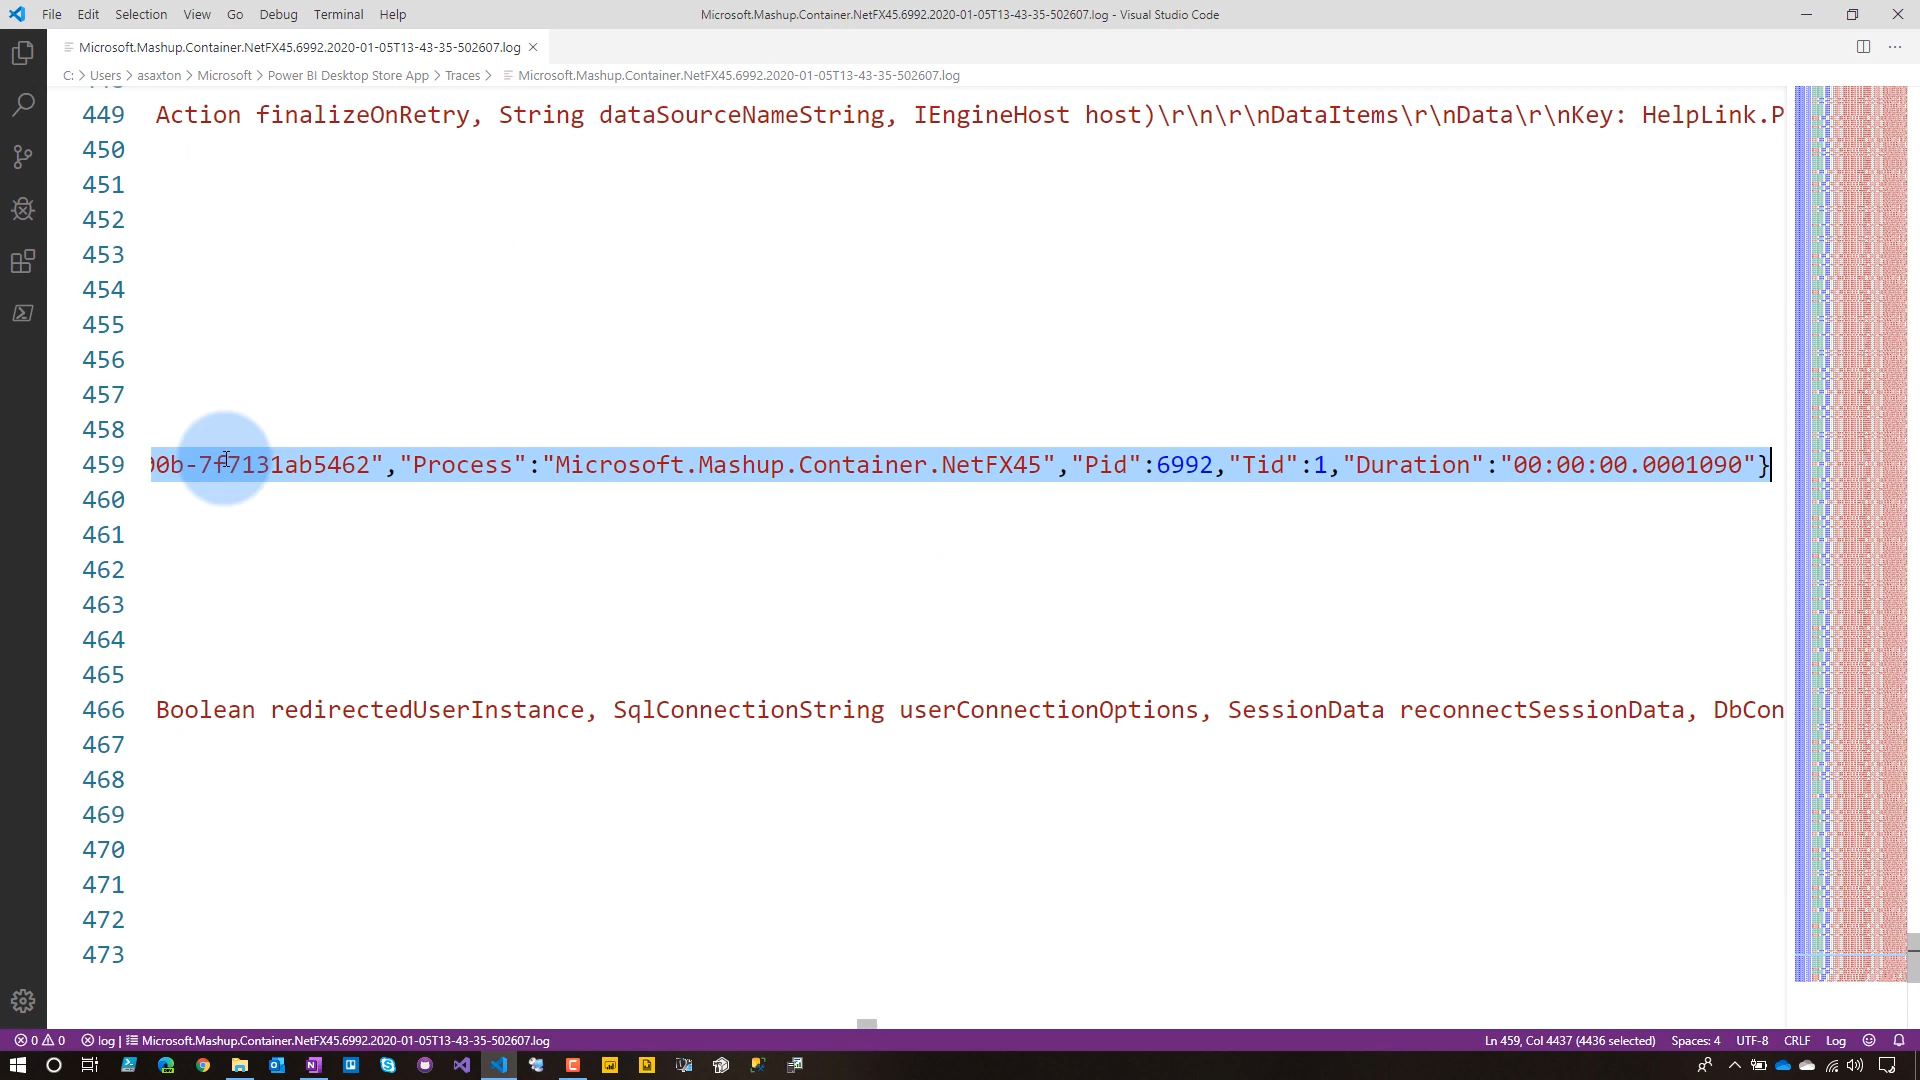 File Edit Selection View Go Debug Terminal Help
Microsoft.Mashup.Container.NetFX45.6992.2020-01-05T13-43-35-502607.log - Visual Studio Code
Microsoft.Mashup.Container.NetFX45.6992.2020-01-05T13-43-35-502607.log
C: > Users > asaxton > Microsoft > Power BI Desktop Store App > Traces > Microsoft.Mashup.Container.NetFX45.6992.2020-01-05T13-43-35-502607.log
449 Action finalizeOnRetry, String dataSourceNameString, IEngineHost host)\r\n\r\nDataItems\r\nData\r\nKey: HelpLink.P
450
451
452
453
454
455
456
457
458
459 00b-7f7131ab5462","Process":"Microsoft.Mashup.Container.NetFX45","Pid":6992,"Tid":1,"Duration":"00:00:00.0001090"}
460
461
462
463
464
465
466 Boolean redirectedUserInstance, SqlConnectionString userConnectionOptions, SessionData reconnectSessionData, DbCon
467
468
469
470
471
472
473
0 0 log | Microsoft.Mashup.Container.NetFX45.6992.2020-01-05T13-43-35-502607.log Ln 459, Col 4437 (4436 selected) Spaces: 4 UTF-8 CRLF Log